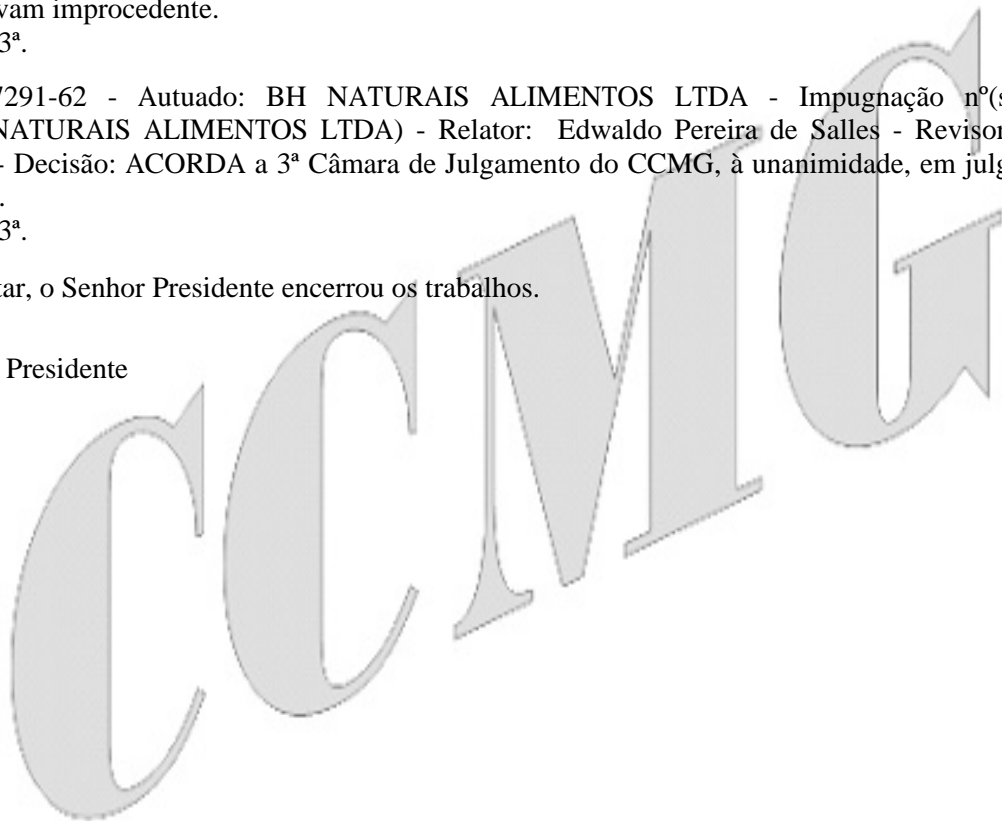 vam improcedente.
3ª.
7291-62 - Autuado: BH NATURAIS ALIMENTOS LTDA - Impugnação nº(s
NATURAIS ALIMENTOS LTDA) - Relator: Edwaldo Pereira de Salles - Revisor
- Decisão: ACORDA a 3ª Câmara de Julgamento do CCMG, à unanimidade, em julg
.
3ª.
tar, o Senhor Presidente encerrou os trabalhos.
Presidente
CCMG